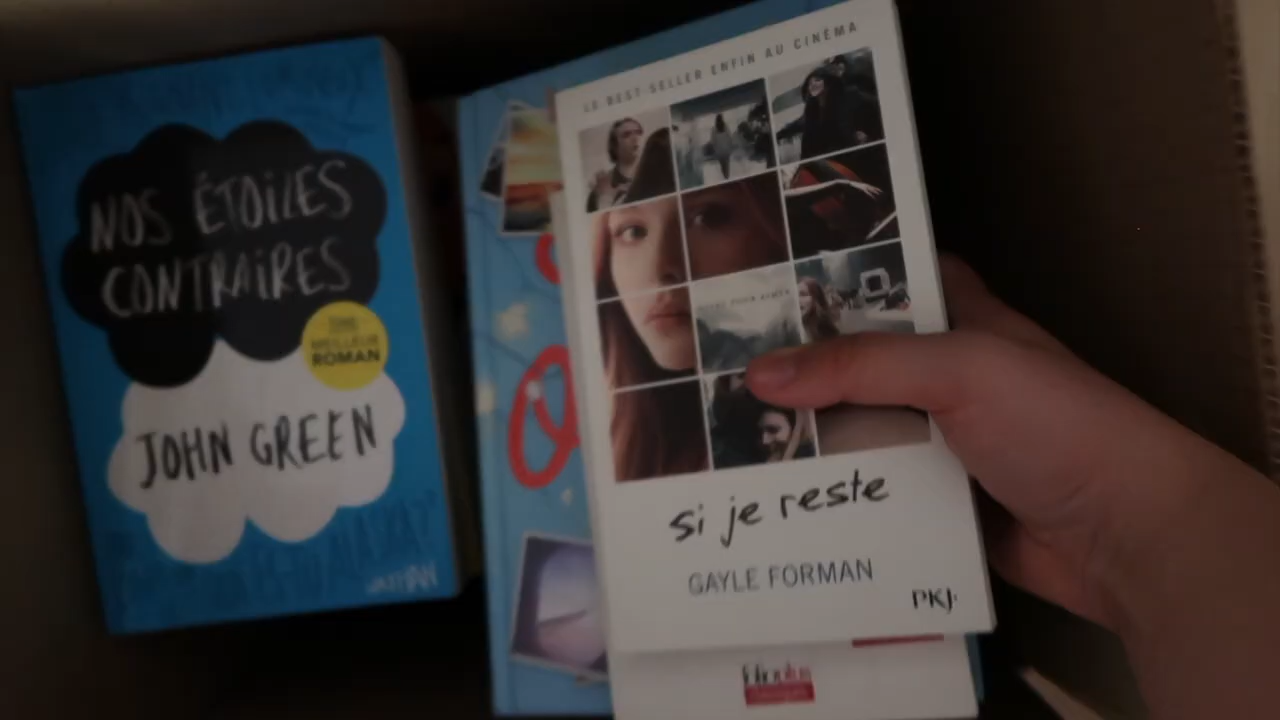 NOS ÉTOILES
CONTRAIRES
MEILLEUR
ROMAN
JOHN GREEN
LE BEST-SELLER ENFIN AU CINÉMA
si je reste
GAYLE FORMAN
PKJ·